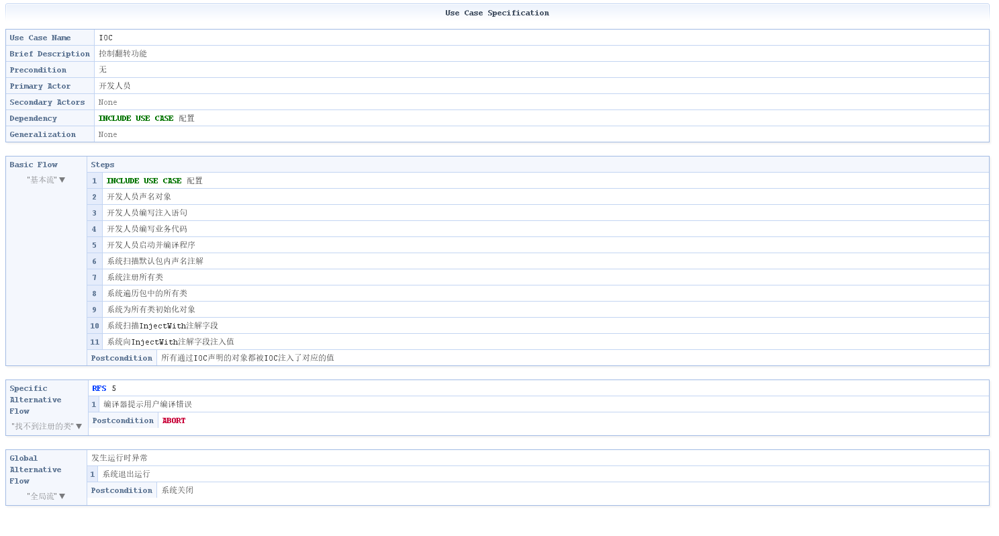 Use Case Specification
Use Case Name IOC
Brief Description 控制翻转功能
Precondition 无
Primary Actor 开发人员
Secondary Actors None
Dependency INCLUDE USE CASE 配置
Generalization None
Basic Flow Steps
"基本流" ▼
1 INCLUDE USE CASE 配置
2 开发人员声名对象
3 开发人员编写注入语句
4 开发人员编写业务代码
5 开发人员启动并编译程序
6 系统扫描默认包内声名注解
7 系统注册所有类
8 系统遍历包中的所有类
9 系统为所有类初始化对象
10 系统扫描InjectWith注解字段
11 系统向InjectWith注解字段注入值
Postcondition 所有通过IOC声明的对象都被IOC注入了对应的值
Specific
Alternative
Flow
"找不到注册的类" ▼
RFS 5
1 编译器提示用户编译错误
Postcondition ABORT
Global
Alternative
Flow
"全局流" ▼
发生运行时异常
1 系统退出运行
Postcondition 系统关闭